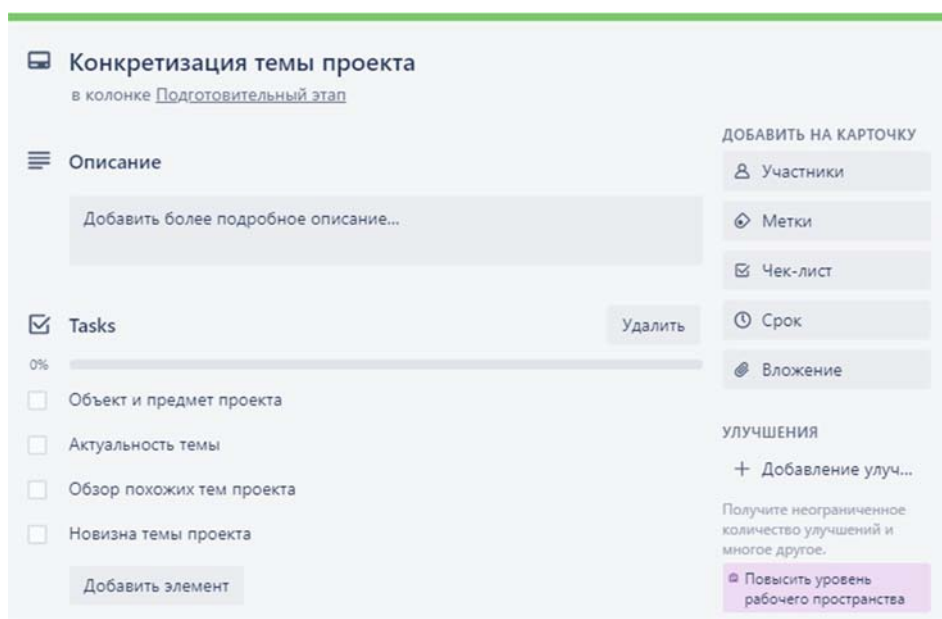 Конкретизация темы проекта
в колонке Подготовительный этап
Описание
Добавить более подробное описание...
Tasks
Удалить
0%
Объект и предмет проекта
Актуальность темы
Обзор похожих тем проекта
Новизна темы проекта
Добавить элемент
ДОБАВИТЬ НА КАРТОЧКУ
Участники
Метки
Чек-лист
Срок
Вложение
УЛУЧШЕНИЯ
+ Добавление улуч...
Получите неограниченное
количество улучшений и
многое другое.
Повысить уровень
рабочего пространства